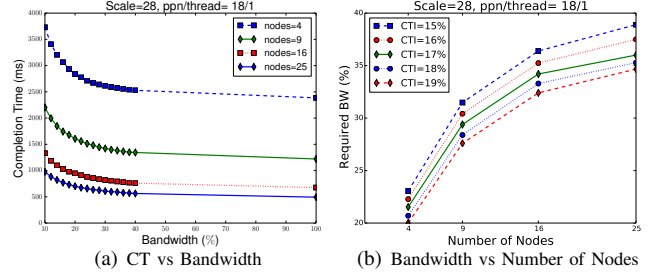 Scale=28, ppn/thread= 18/1
4000
3500
3000
2500
2000
1500
1000
500
0
Completion Time (ms)
nodes=4
nodes=9
nodes=16
nodes=25
10 20 30 40 50 60 70 80 90 100
Bandwidth (%)
(a) CT vs Bandwidth
Scale=28, ppn/thread= 18/1
40
35
30
25
20
Required BW (%)
CTI=15%
CTI=16%
CTI=17%
CTI=18%
CTI=19%
4 9 16 25
Number of Nodes
(b) Bandwidth vs Number of Nodes